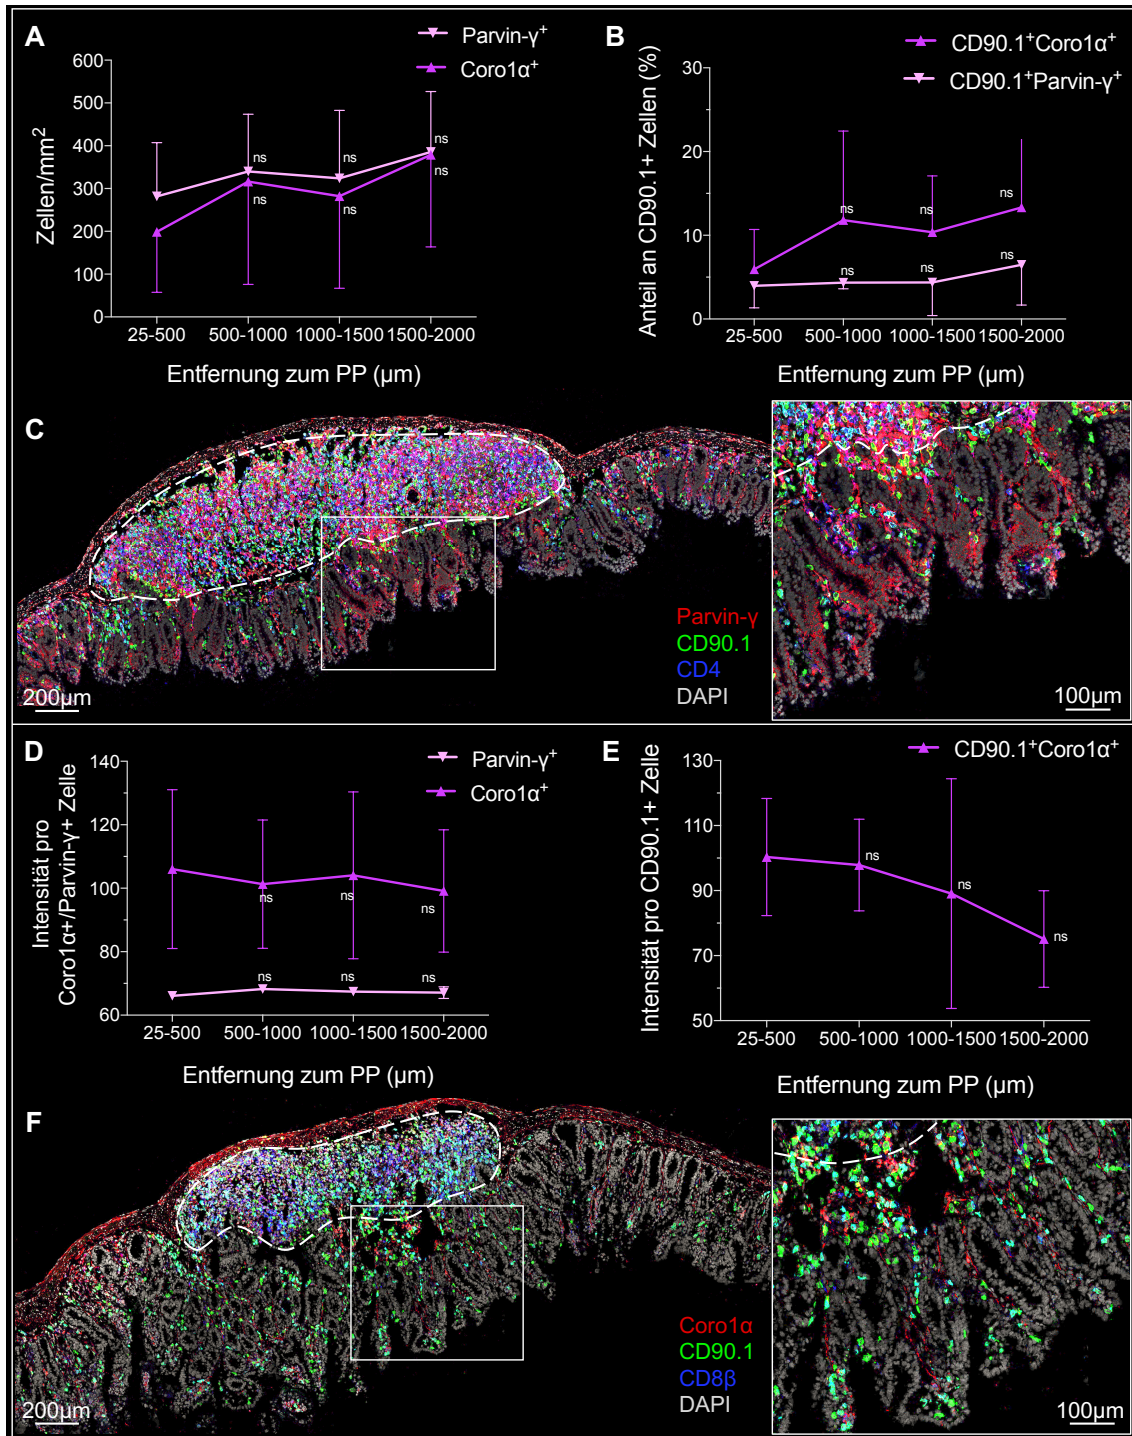 A
Parvin-γ⁺
Coro1α⁺
600
500
400
300
200
100
0
Zellen/mm²
ns
ns
ns
ns
ns
ns
25-500
500-1000
1000-1500
1500-2000
Entfernung zum PP (µm)
B
CD90.1⁺Coro1α⁺
CD90.1⁺Parvin-γ⁺
30
20
10
0
Anteil an CD90.1+ Zellen (%)
ns
ns
ns
ns
ns
ns
25-500
500-1000
1000-1500
1500-2000
Entfernung zum PP (µm)
C
Parvin-γ
CD90.1
CD4
DAPI
200µm
100µm
D
Parvin-γ⁺
Coro1α⁺
140
120
100
80
60
Intensität pro
Coro1α+/Parvin-γ+ Zelle
ns
ns
ns
ns
ns
ns
25-500
500-1000
1000-1500
1500-2000
Entfernung zum PP (µm)
E
CD90.1⁺Coro1α⁺
130
110
90
70
50
Intensität pro CD90.1+ Zelle
ns
ns
ns
25-500
500-1000
1000-1500
1500-2000
Entfernung zum PP (µm)
F
Coro1α
CD90.1
CD8β
DAPI
200µm
100µm